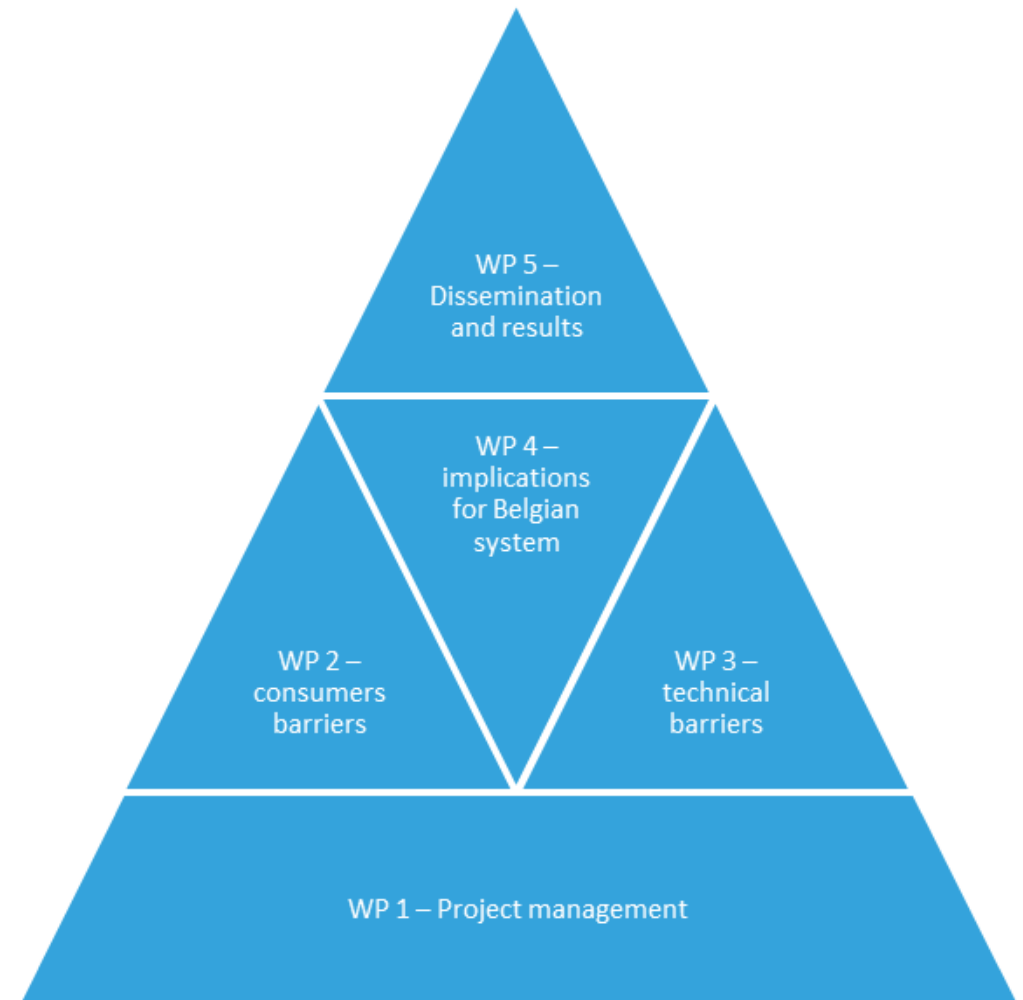 WP 5 –
Dissemination
and results
WP 4 –
implications
for Belgian
system
WP 2 –
consumers
barriers
WP 3 –
technical
barriers
WP 1 – Project management